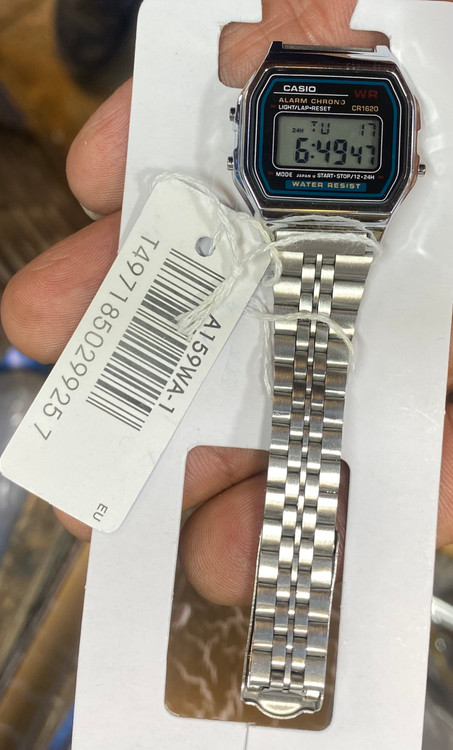 CASIO
WR
ALARM CHRONO
LIGHT/LAP•RESET
CR1620
24H TU 17
6:49 47
MODE JAPAN U START•STOP/12•24H
WATER RESIST
A159WA-1
T4971850299257
EU